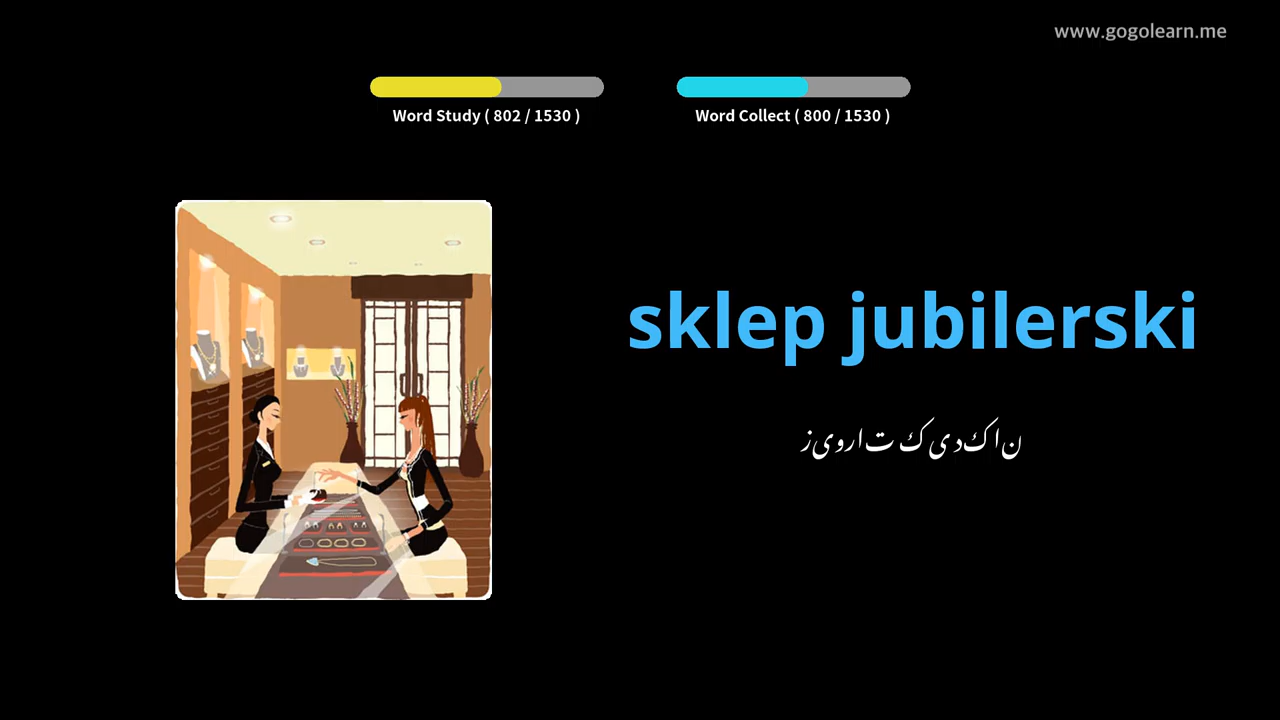 www.gogolearn.me
Word Study ( 802 / 1530 )
Word Collect ( 800 / 1530 )
sklep jubilerski
زیورات کی دکان